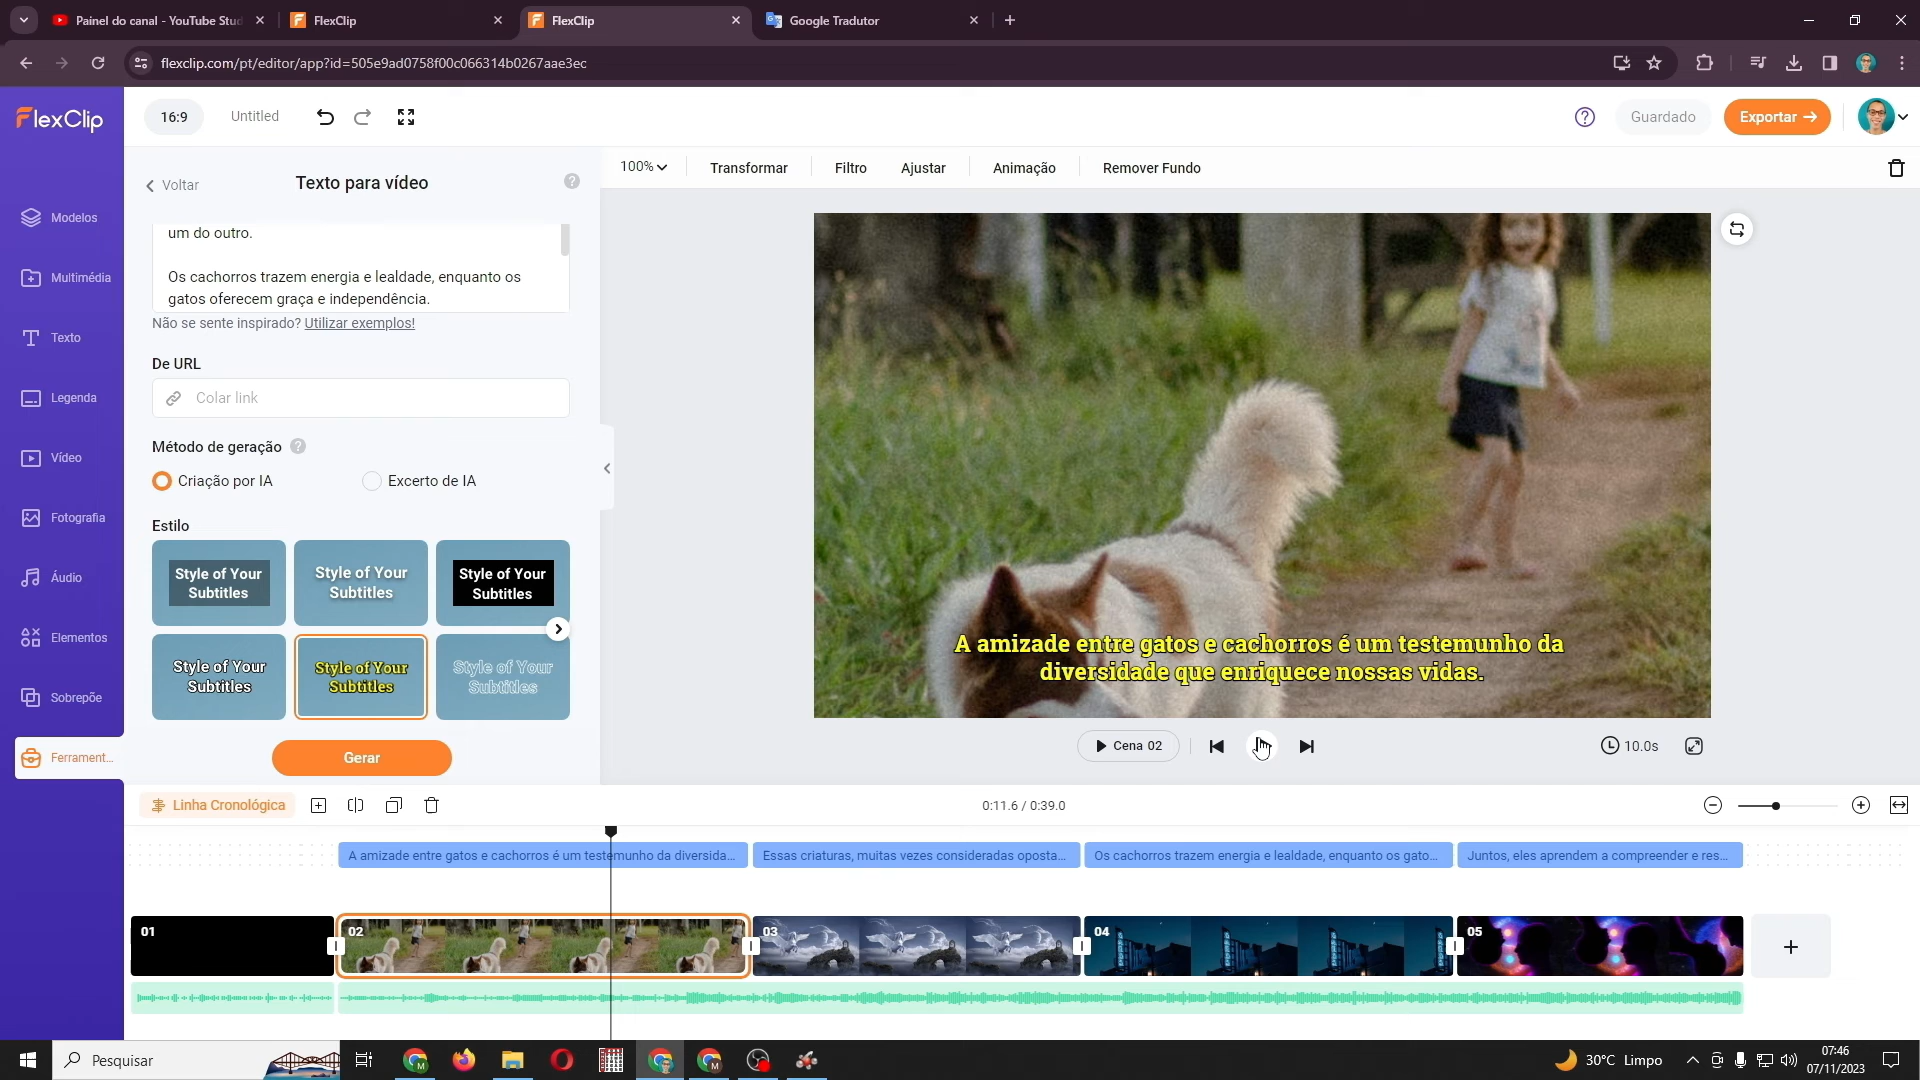 Painel do canal - YouTube Stud
FlexClip
FlexClip
Google Tradutor
flexclip.com/pt/editor/app?id=505e9ad0758f00c066314b0267aae3ec
FlexClip
16:9
Untitled
Guardado
Exportar
Modelos
Multimédia
Texto
Legenda
Vídeo
Fotografia
Áudio
Elementos
Sobrepõe
Ferrament...
Voltar
Texto para vídeo
um do outro.
Os cachorros trazem energia e lealdade, enquanto os
gatos oferecem graça e independência.
Não se sente inspirado? Utilizar exemplos!
De URL
Colar link
Método de geração
Criação por IA
Excerto de IA
Estilo
Style of Your
Subtitles
Style of Your
Subtitles
Style of Your
Subtitles
Style of Your
Subtitles
Style of Your
Subtitles
Style of Your
Subtitles
Gerar
100%
Transformar
Filtro
Ajustar
Animação
Remover Fundo
A amizade entre gatos e cachorros é um testemunho da
diversidade que enriquece nossas vidas.
Cena 02
10.0s
Linha Cronológica
0:11.6 / 0:39.0
A amizade entre gatos e cachorros é um testemunho da diversida...
Essas criaturas, muitas vezes consideradas oposta...
Os cachorros trazem energia e lealdade, enquanto os gato...
Juntos, eles aprendem a compreender e res...
01
02
03
04
05
Pesquisar
30°C Limpo
07:46
07/11/2023